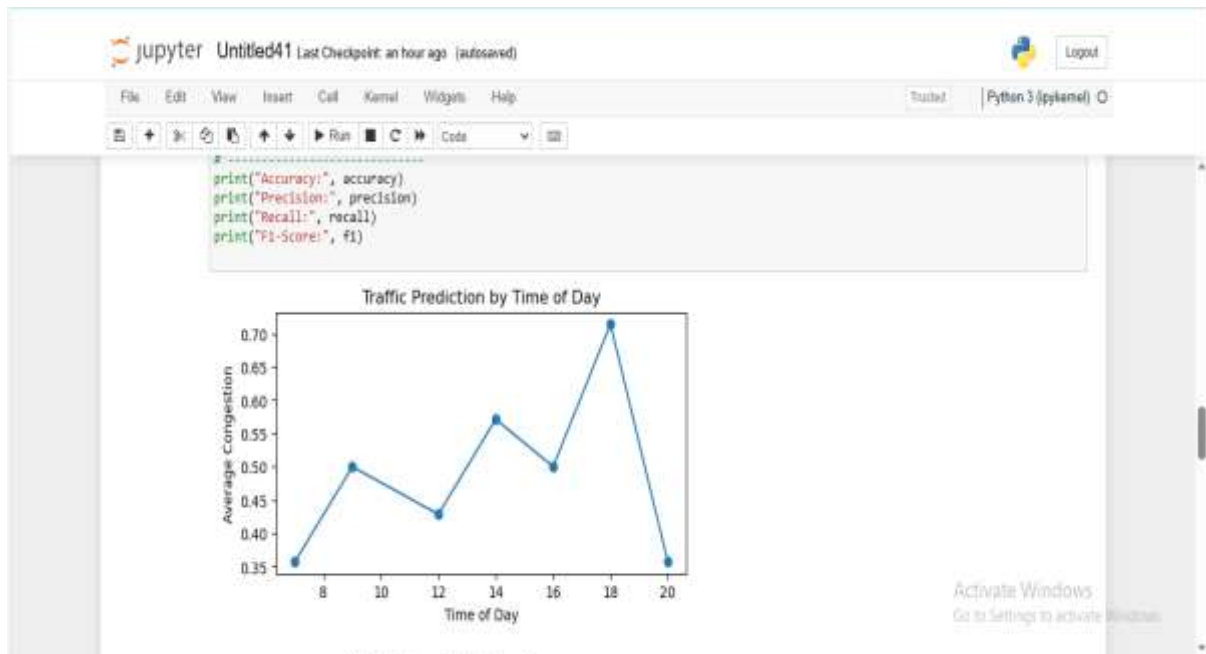 jupyter Untitled41 Last Checkpoint: an hour ago (autosaved)
Logout
File Edit View Insert Cell Kernel Widgets Help
Trusted
Python 3 (ipykernel)
Run
Code
# -----------------------------
print("Accuracy:", accuracy)
print("Precision:", precision)
print("Recall:", recall)
print("F1-Score:", f1)
Traffic Prediction by Time of Day
0.70
0.65
0.60
0.55
0.50
0.45
0.40
0.35
Average Congestion
8 10 12 14 16 18 20
Time of Day
Activate Windows
Go to Settings to activate Windows.